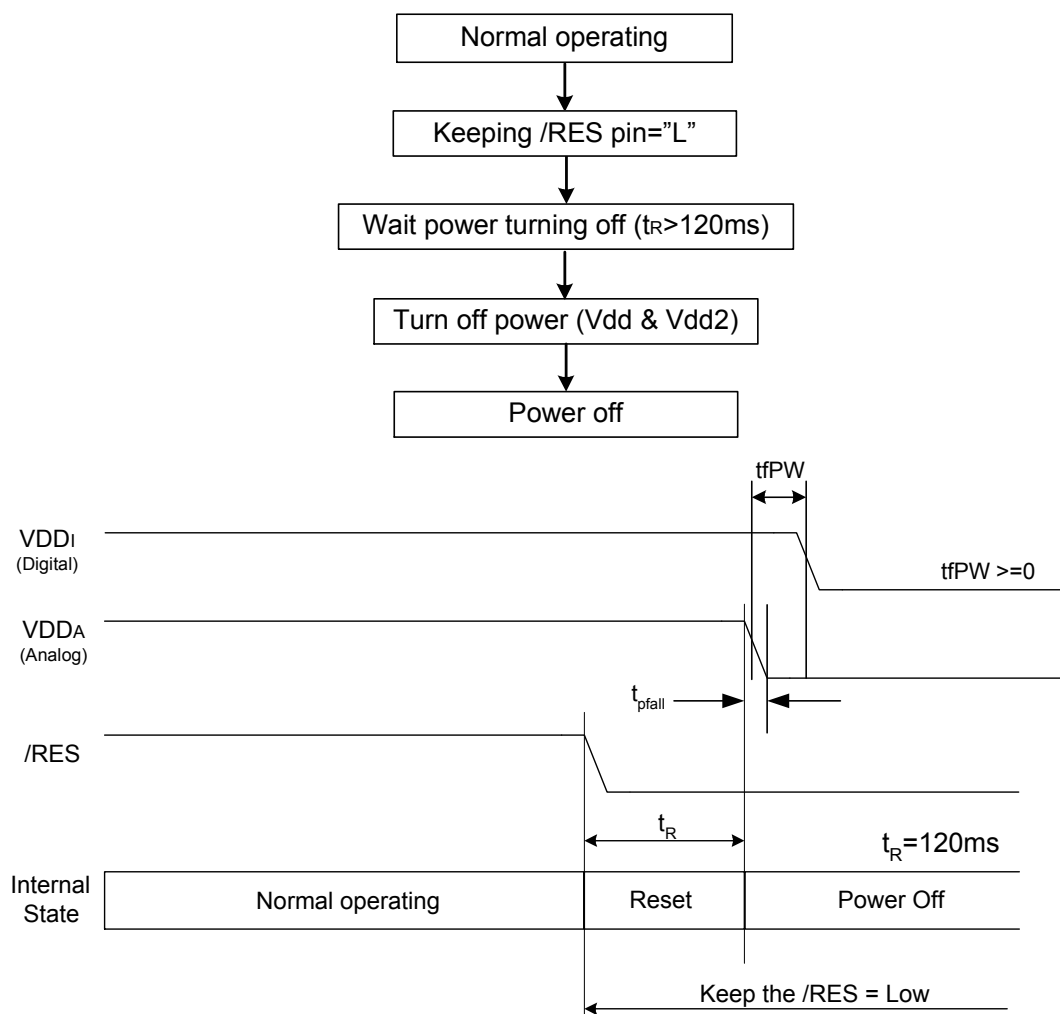 Normal operating
Keeping /RES pin=”L”
Wait power turning off (tR>120ms)
Turn off power (Vdd & Vdd2)
Power off
tfPW
VDDI
(Digital)
tfPW >=0
VDDA
(Analog)
tpfall
/RES
tR
tR=120ms
Internal
State
Normal operating
Reset
Power Off
Keep the /RES = Low